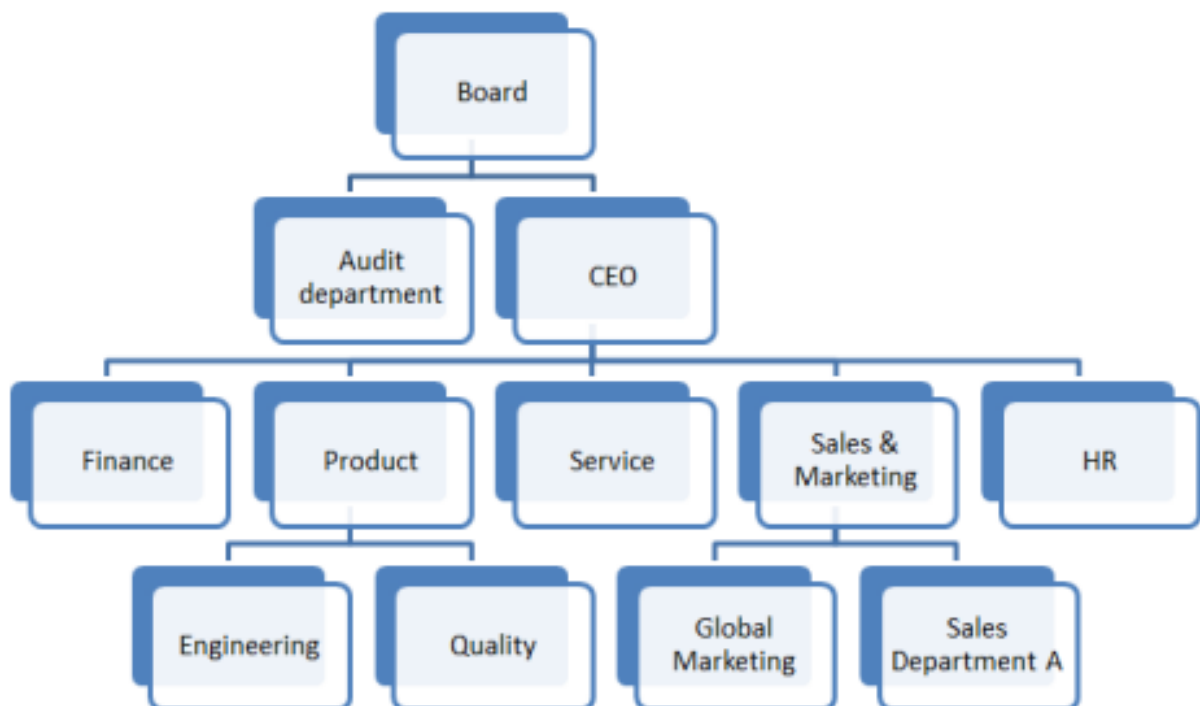 Board
Audit
department
CEO
Finance
Product
Service
Sales &
Marketing
HR
Engineering
Quality
Global
Marketing
Sales
Department A